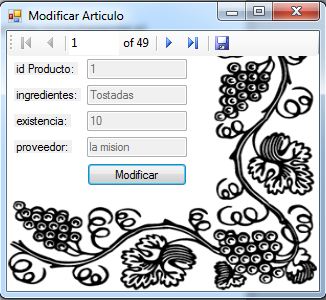 Modificar Articulo
1 of 49
id Producto: 1
ingredientes: Tostadas
existencia: 10
proveedor: la mision
Modificar